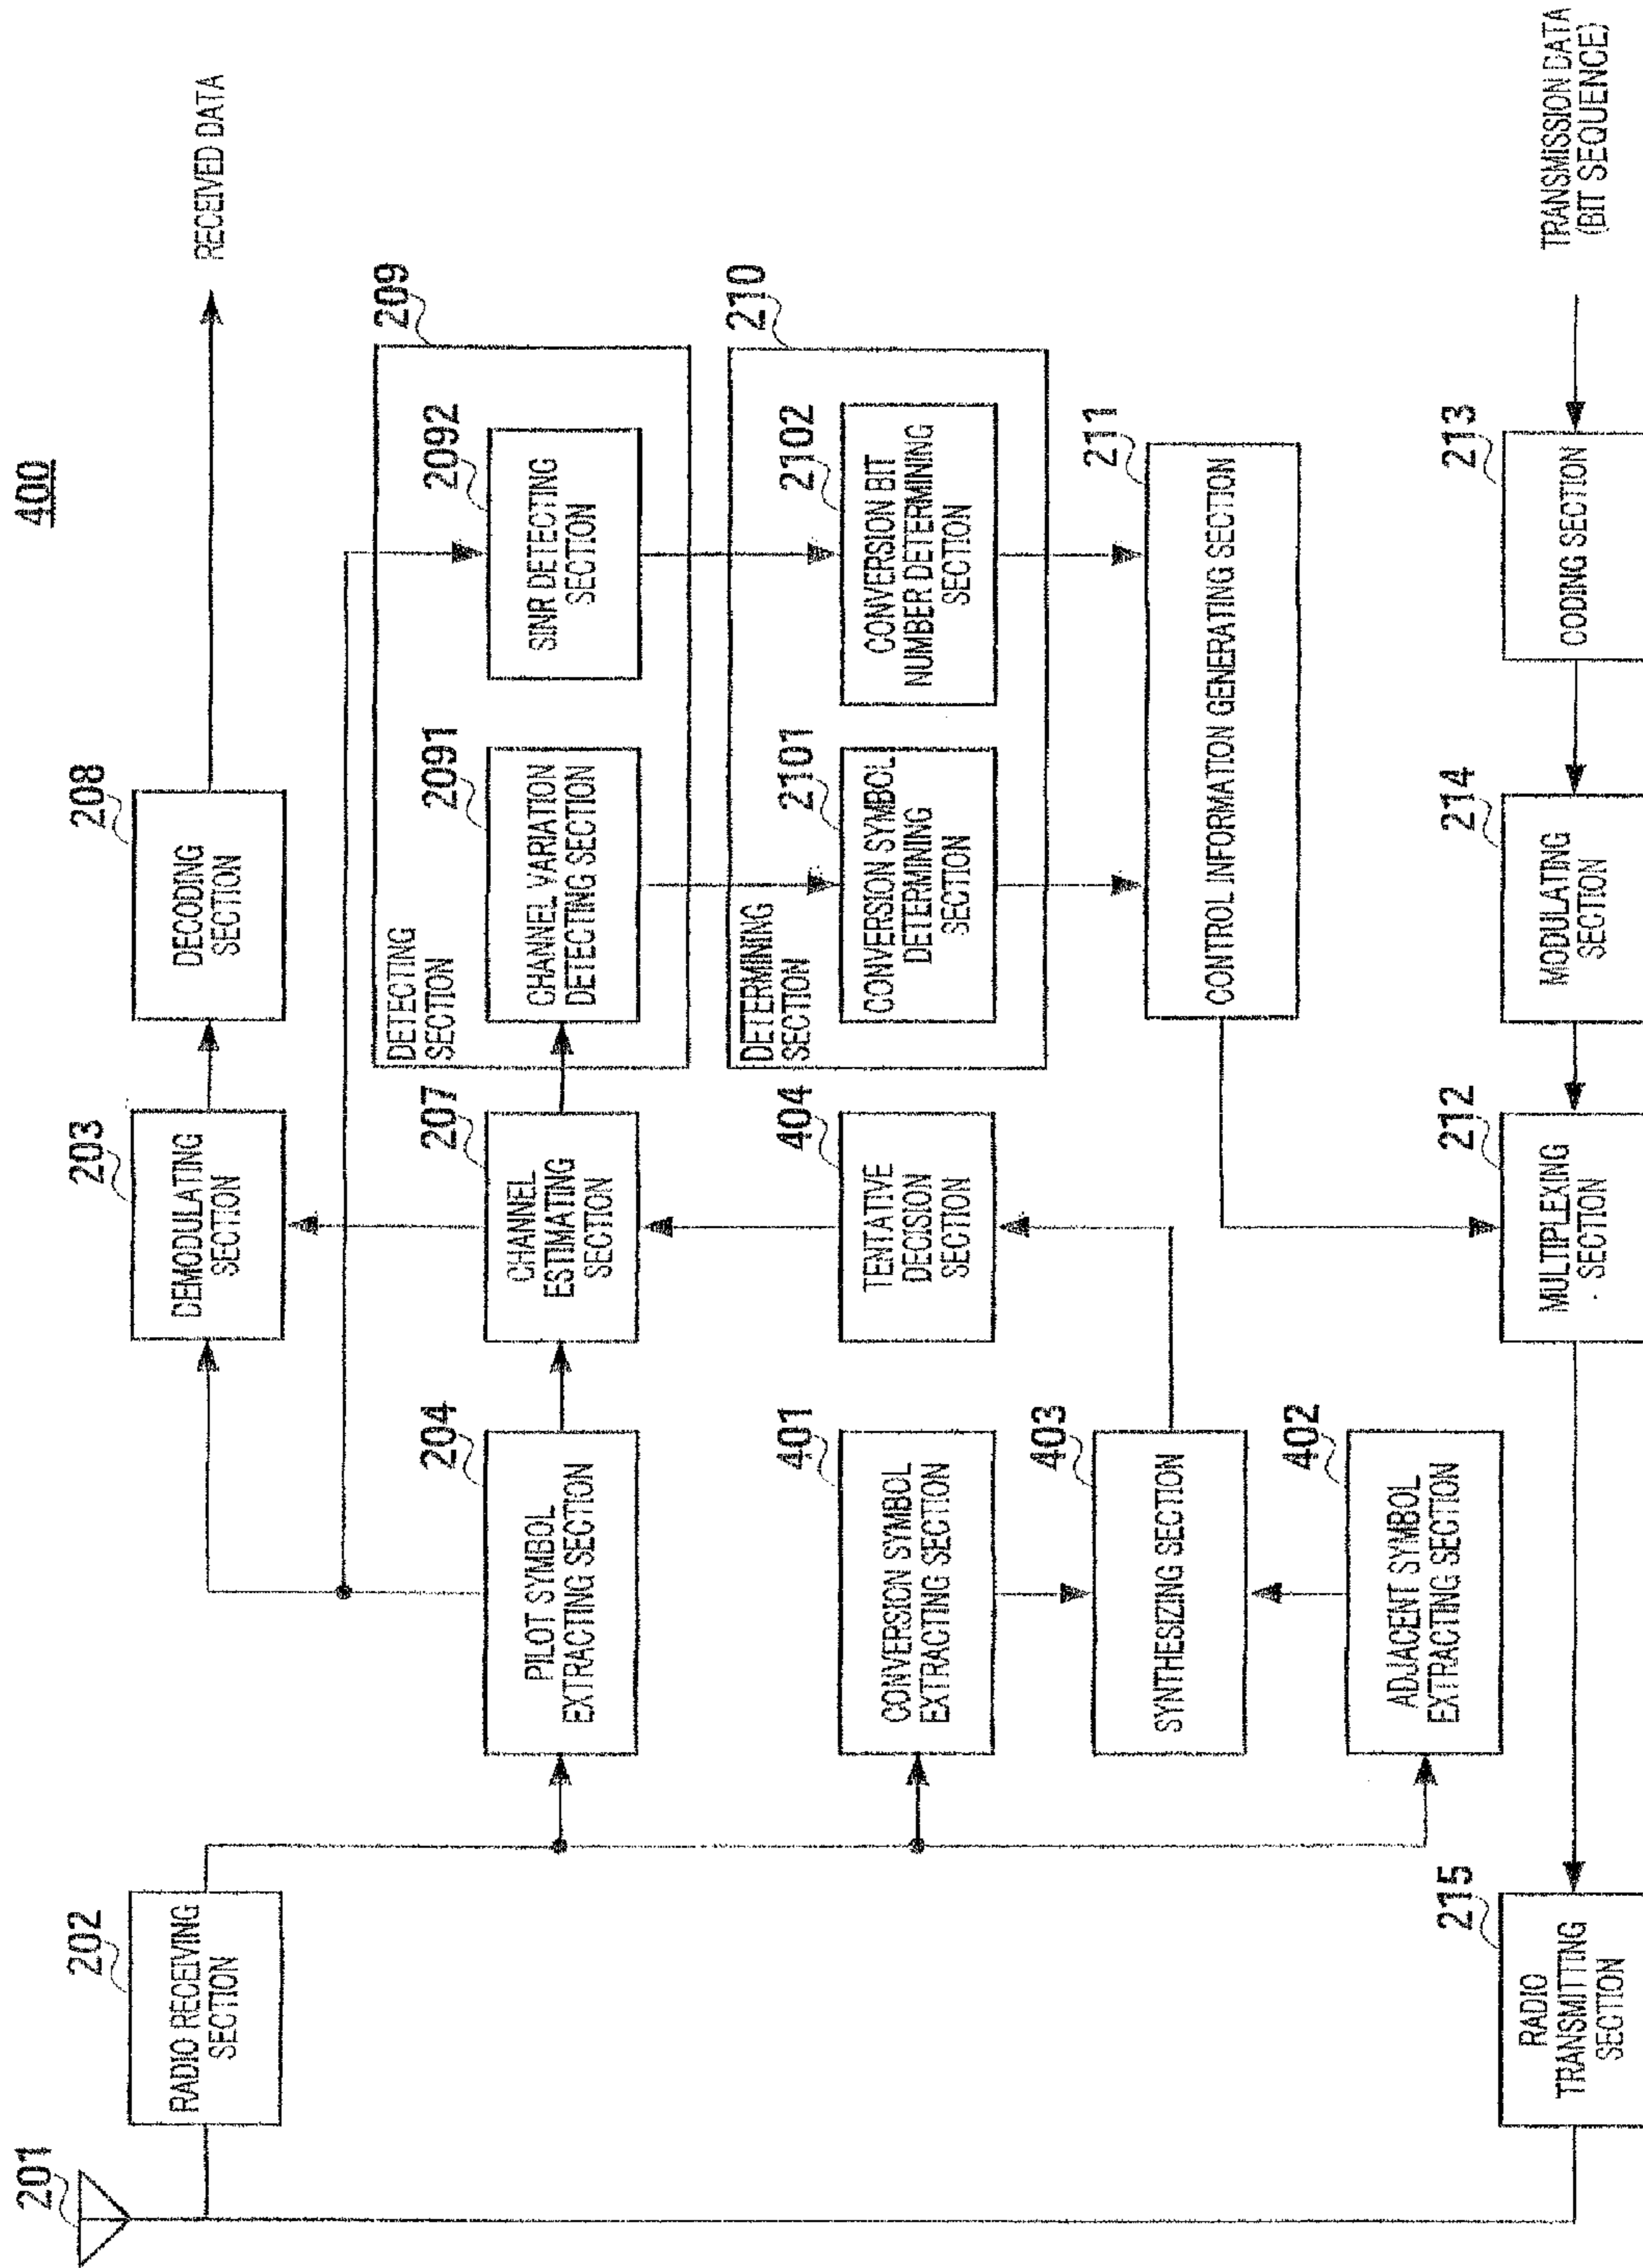 400
201
202
RADIO RECEIVING
SECTION
203
DEMODULATING
SECTION
208
DECODING
SECTION
RECEIVED DATA
204
PILOT SYMBOL
EXTRACTING SECTION
207
CHANNEL
ESTIMATING
SECTION
209
DETECTING
SECTION
2091
CHANNEL VARIATION
DETECTING SECTION
2092
SINR DETECTING
SECTION
401
CONVERSION SYMBOL
EXTRACTING SECTION
404
TENTATIVE
DECISION
SECTION
210
DETERMINING
SECTION
2101
CONVERSION SYMBOL
DETERMINING
SECTION
2102
CONVERSION BIT
NUMBER DETERMINING
SECTION
403
SYNTHESIZING SECTION
211
CONTROL INFORMATION GENERATING SECTION
402
ADJACENT SYMBOL
EXTRACTING SECTION
215
RADIO
TRANSMITTING
SECTION
212
MULTIPLEXING
SECTION
214
MODULATING
SECTION
213
CODING SECTION
TRANSMISSION DATA
(BIT SEQUENCE)